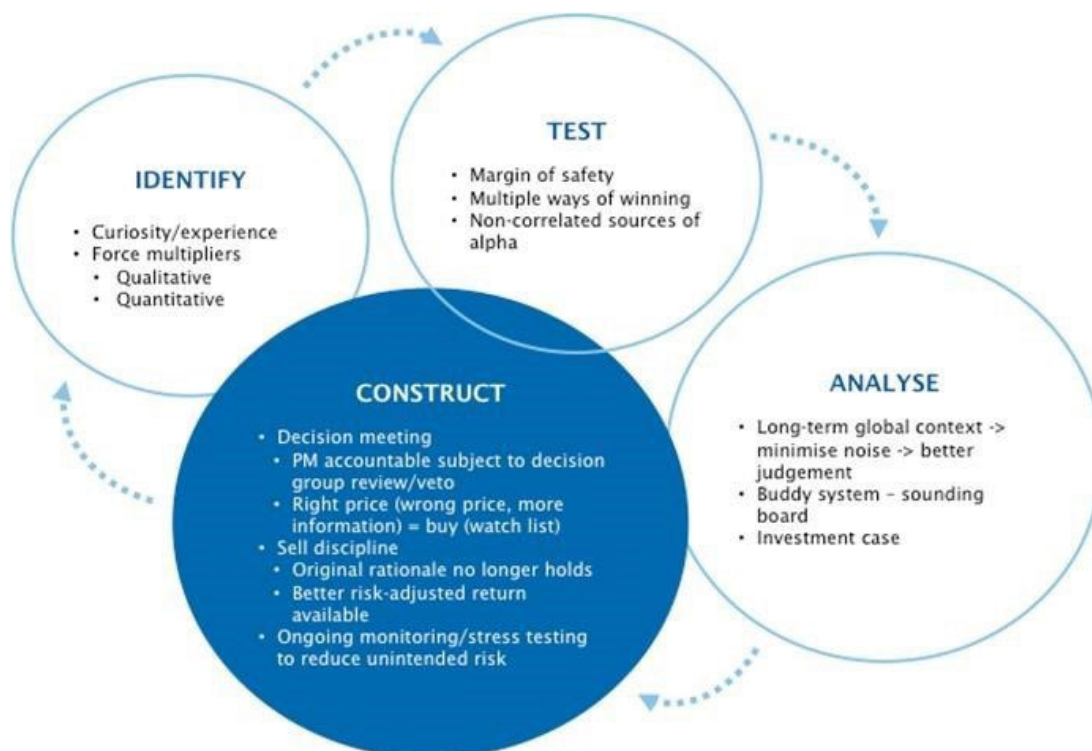 IDENTIFY
• Curiosity/experience
• Force multipliers
• Qualitative
• Quantitative
TEST
• Margin of safety
• Multiple ways of winning
• Non-correlated sources of
alpha
ANALYSE
• Long-term global context ->
minimise noise -> better
judgement
• Buddy system – sounding
board
• Investment case
CONSTRUCT
• Decision meeting
• PM accountable subject to decision
group review/veto
• Right price (wrong price, more
information) = buy (watch list)
• Sell discipline
• Original rationale no longer holds
• Better risk-adjusted return
available
• Ongoing monitoring/stress testing
to reduce unintended risk